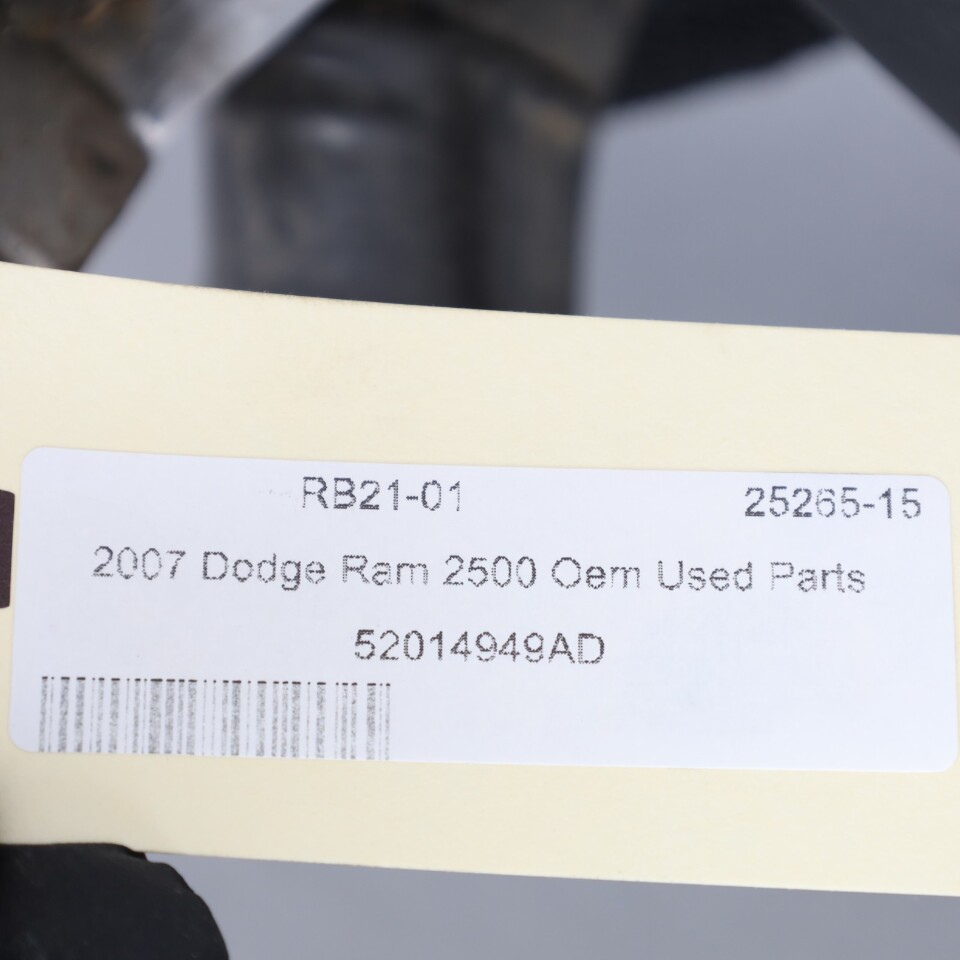 RB21-01 25265-15
2007 Dodge Ram 2500 Oem Used Parts
52014949AD